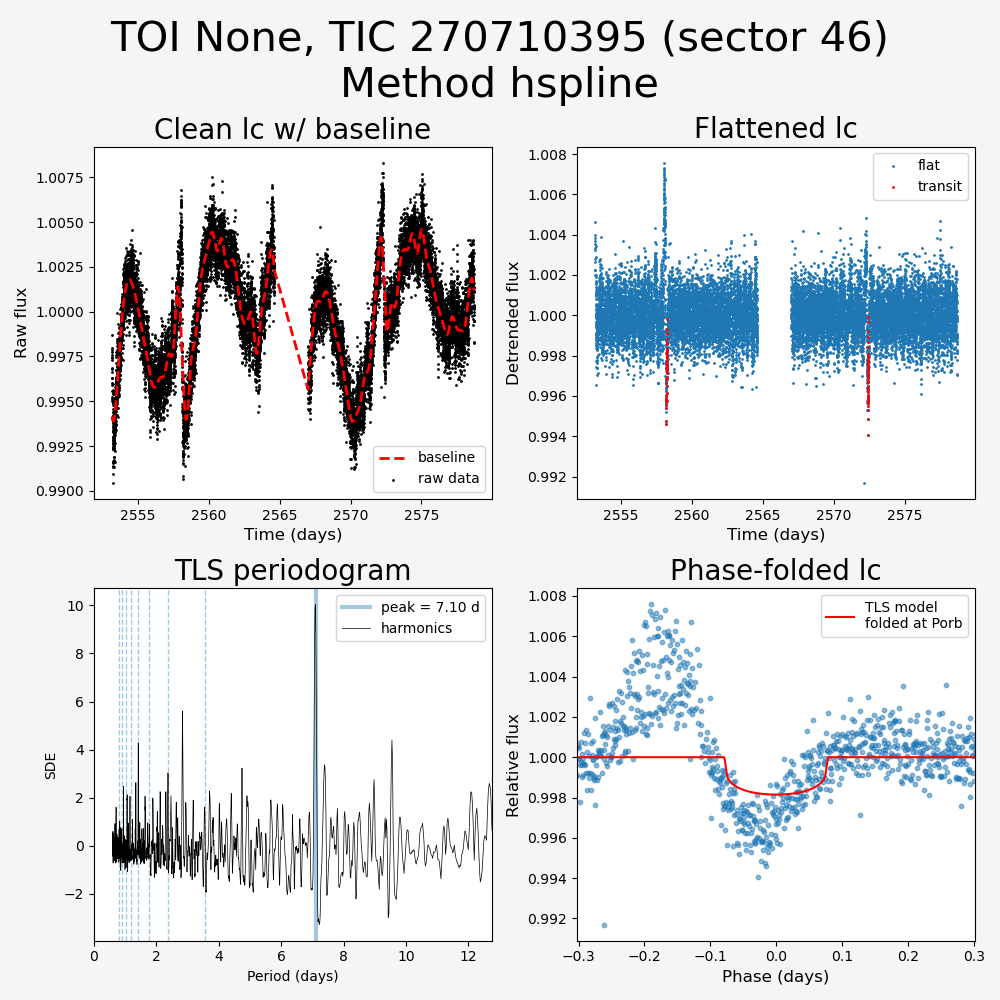 TOI None, TIC 270710395 (sector 46)
Method hspline
Clean lc w/ baseline
Raw flux
1.0075
1.0050
1.0025
1.0000
0.9975
0.9950
0.9925
0.9900
baseline
raw data
2555
2560
2565
2570
2575
Time (days)
Flattened lc
Detrended flux
1.008
1.006
1.004
1.002
1.000
0.998
0.996
0.994
0.992
flat
transit
2555
2560
2565
2570
2575
Time (days)
TLS periodogram
SDE
10
8
6
4
2
0
−2
peak = 7.10 d
harmonics
0
2
4
6
8
10
12
Period (days)
Phase-folded lc
Relative flux
1.008
1.006
1.004
1.002
1.000
0.998
0.996
0.994
0.992
TLS model
folded at Porb
−0.3
−0.2
−0.1
0.0
0.1
0.2
0.3
Phase (days)